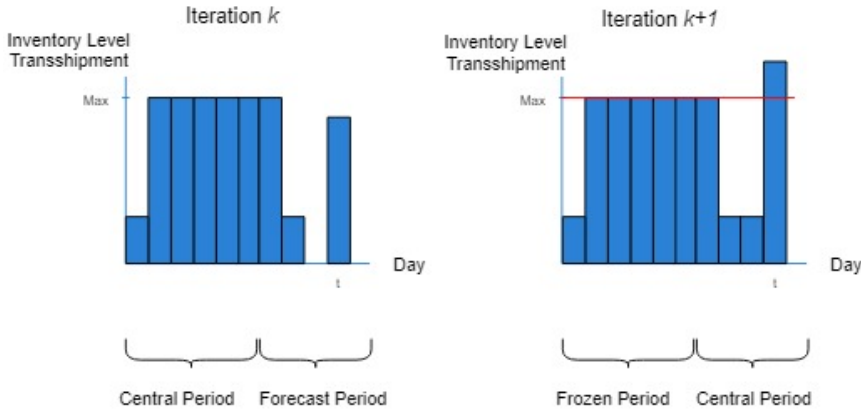 Iteration k
Inventory Level
Transshipment
Max
Day
t
Central Period
Forecast Period
Iteration k+1
Inventory Level
Transshipment
Max
Day
t
Frozen Period
Central Period